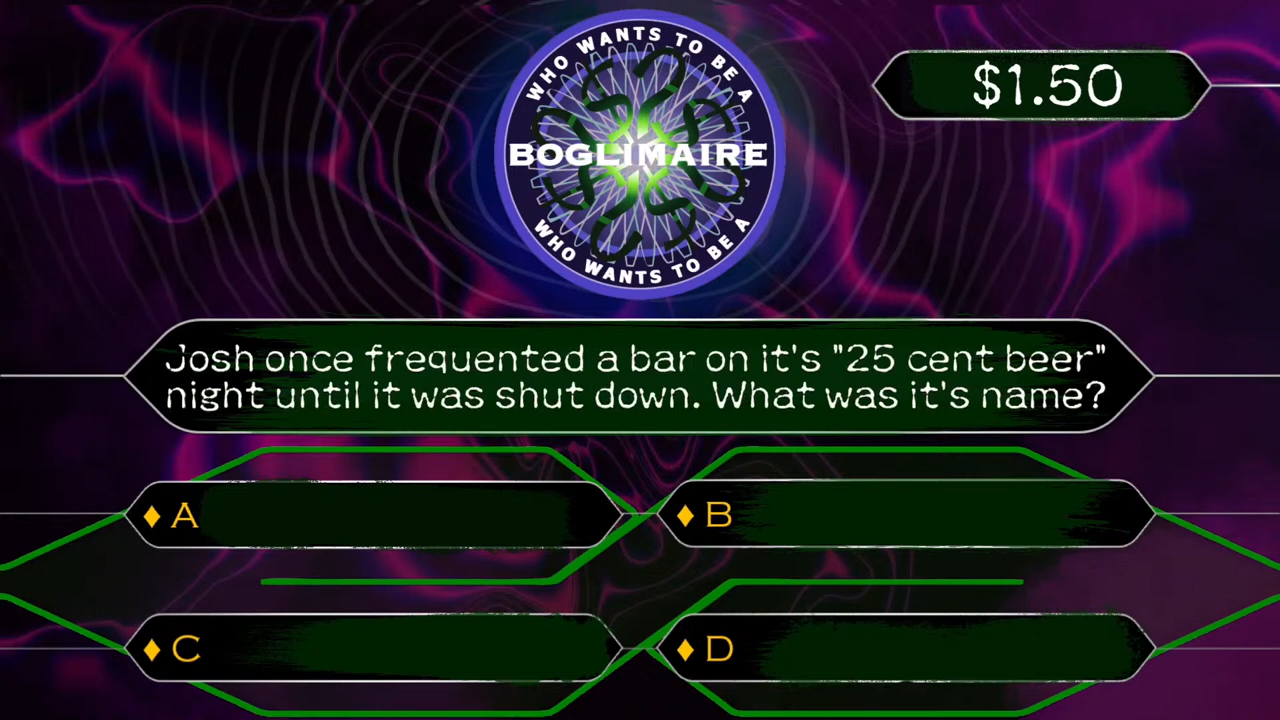 WHO WANTS TO BE A
BOGLIMAIRE
WHO WANTS TO BE A
$1.50
Josh once frequented a bar on it's "25 cent beer"
night until it was shut down. What was it's name?
A
B
C
D